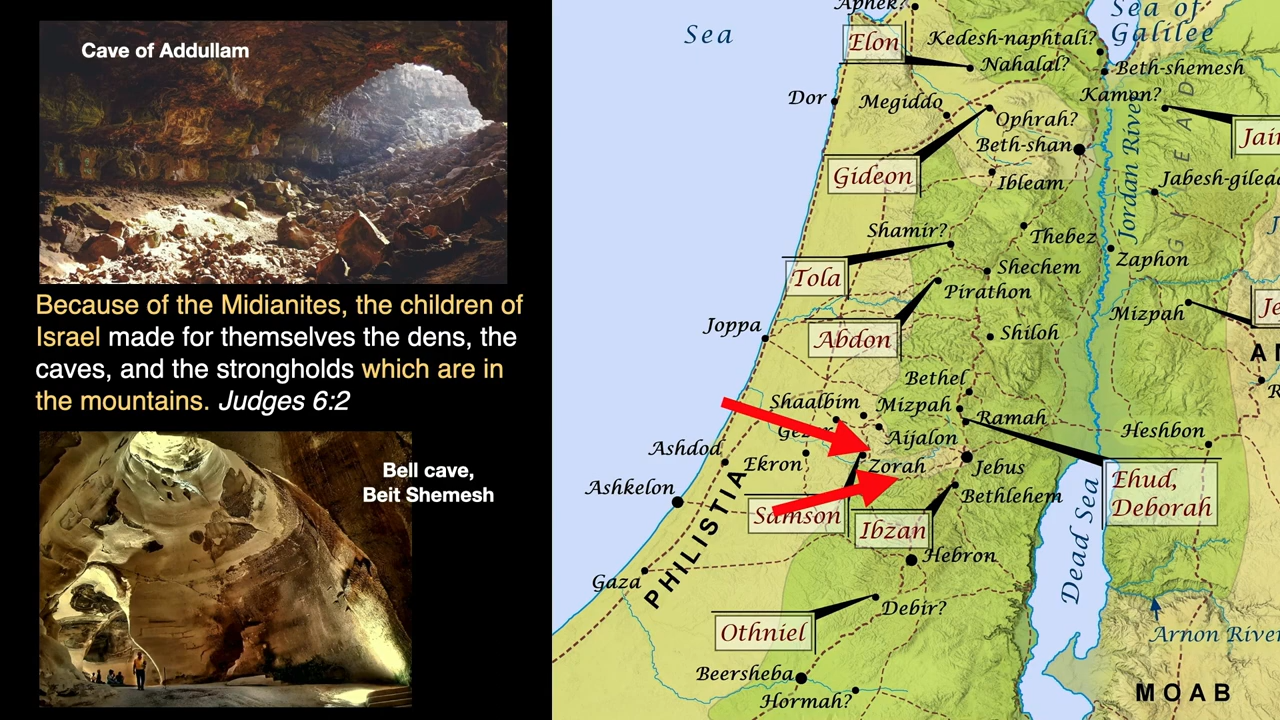 Cave of Addullam
Because of the Midianites, the children of
Israel made for themselves the dens, the
caves, and the strongholds which are in
the mountains. Judges 6:2
Bell cave,
Beit Shemesh
Sea
Aphek?
Sea of
Galilee
Elon
Kedesh-naphtali?
Nahalal?
Beth-shemesh
Dor
Megiddo
Kamon?
Ophrah?
Jair
Beth-shan
Gideon
Ibleam
Jabesh-gilead
Jordan River
GILEAD
Shamir?
Thebez
Zaphon
Tola
Shechem
Pirathon
Mizpah
Joppa
Abdon
Shiloh
Bethel
Shaalbim
Mizpah
Ramah
Gezer
Aijalon
Heshbon
Ashdod
Ekron
Zorah
Jebus
Ashkelon
Bethlehem
Ehud,
Deborah
Samson
Ibzan
PHILISTIA
Dead Sea
Hebron
Gaza
Debir?
Othniel
Arnon River
Beersheba
Hormah?
MOAB